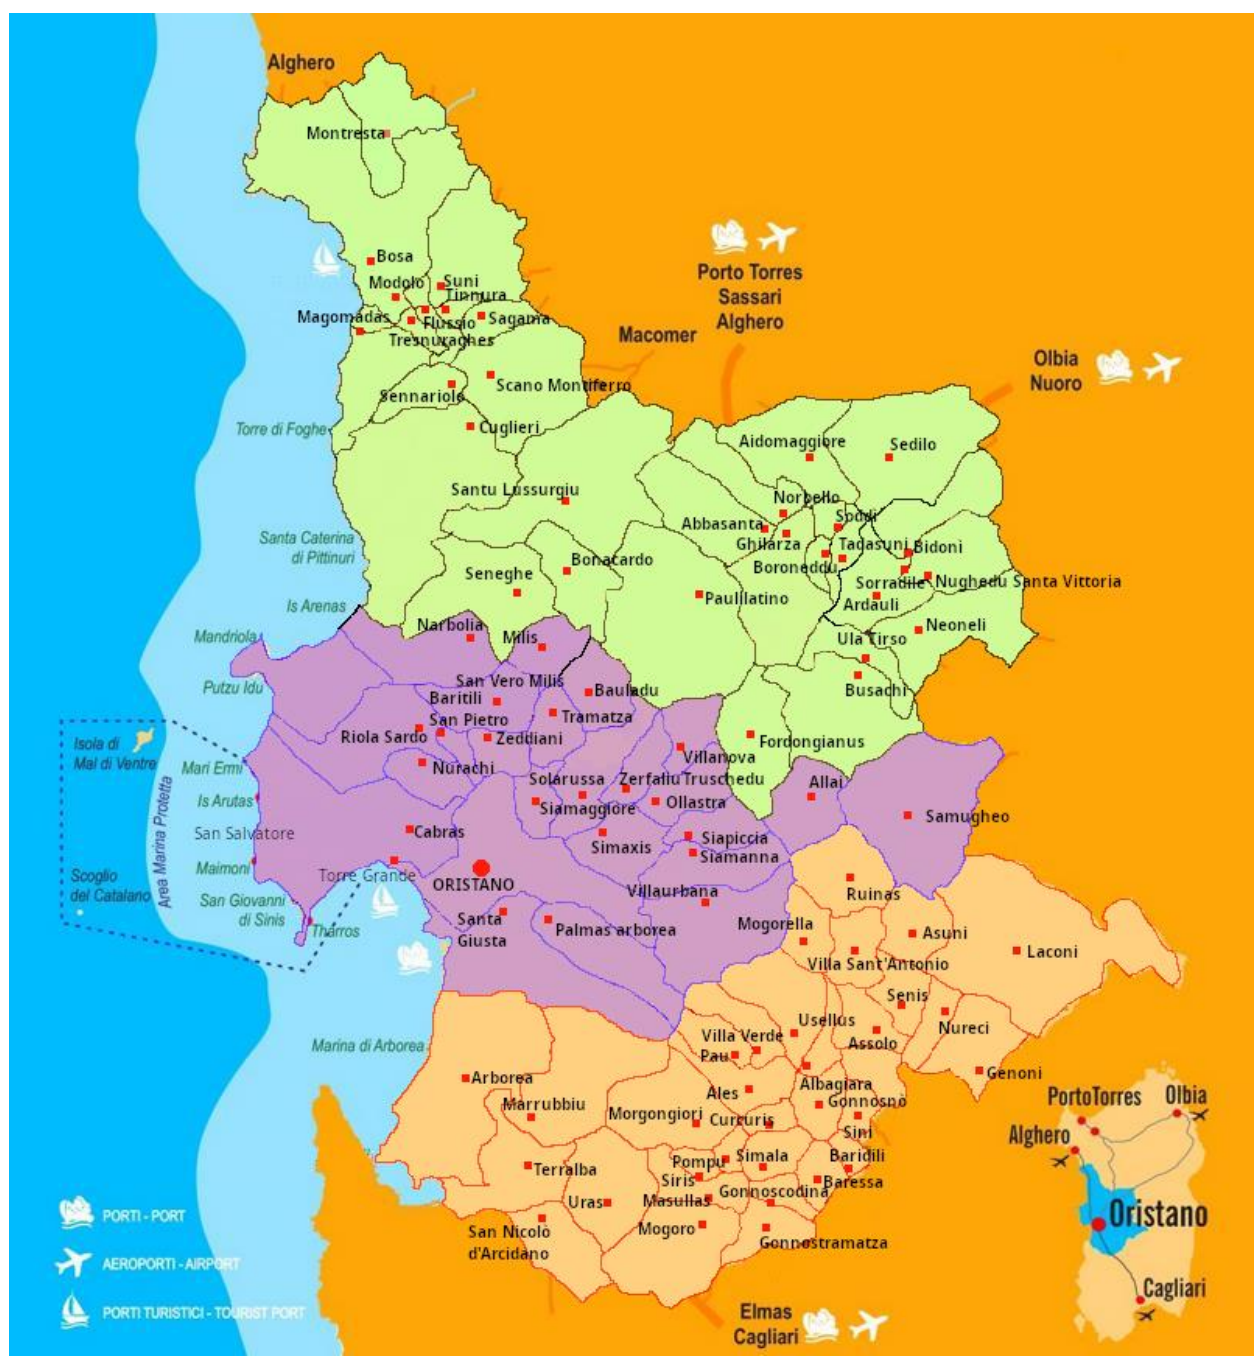 Alghero
Montresta
Bosa
Modolo
Suni
Tinnura
Magomadas
Flussio
Sagama
Tresnuraghes
Sennariolo
Scano Montiferro
Macomer
Porto Torres
Sassari
Alghero
Olbia
Nuoro
Torre di Foghe
Cuglieri
Aidomaggiore
Sedilo
Santu Lussurgiu
Norbello
Soddi
Abbasanta
Ghilarza
Tadasuni
Bidonì
Boroneddu
Santa Caterina
di Pittinuri
Bonacardo
Seneghe
Sorradile
Nughedu Santa Vittoria
Paulilatino
Ardauli
Is Arenas
Narbolia
Milis
Neoneli
Ula Tirso
Mandriola
Putzu Idu
San Vero Milis
Baritili
San Pietro
Bauladu
Busachi
Tramatza
Riola Sardo
Zeddiani
Fordongianus
Isola di
Mal di Ventre
Mari Ermi
Nurachi
Villanova
Truschedu
Solarussa
Zerfaliu
Allai
Is Arutas
Siamaggiore
Ollastra
Samugheo
Area Marina Protetta
San Salvatore
Cabras
Simaxis
Siapiccia
Siamanna
Maimoni
Torre Grande
ORISTANO
Scoglio
del Catalano
San Giovanni
di Sinis
Tharros
Villaurbana
Ruinas
Santa
Giusta
Palmas arborea
Mogorella
Asuni
Villa Sant'Antonio
Laconi
Senis
Usellus
Nureci
Marina di Arborea
Villa Verde
Pau
Assolo
Arborea
Albagiara
Genoni
Ales
Gonnosnò
Marrubbiu
Morgongiori
Curcuris
Sini
Terralba
Pompu
Simala
Baridili
Siris
Baressa
Uras
Masullas
Gonnoscodina
San Nicolò
d'Arcidano
Mogoro
Gonnostramatza
Elmas
Cagliari
PORTI - PORT
AEROPORTI - AIRPORT
PORTI TURISTICI - TOURIST PORT
PortoTorres
Olbia
Alghero
Oristano
Cagliari